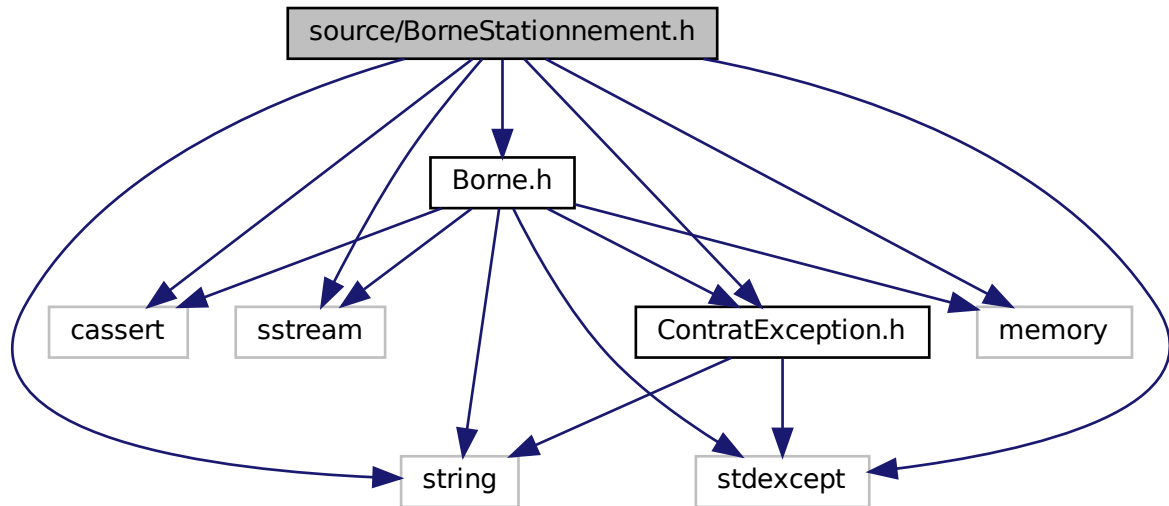 source/BorneStationnement.h
Borne.h
cassert
sstream
ContratException.h
memory
string
stdexcept